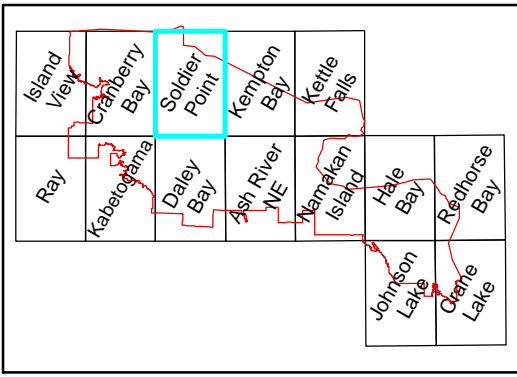 Island
View
Cranberry
Bay
Soldier
Point
Kempton
Bay
Kettle
Falls
Ray
Kabetogama
Daley
Bay
Ash River
NE
Namakan
Island
Hale
Bay
Redhorse
Bay
Johnson
Lake
Crane
Lake